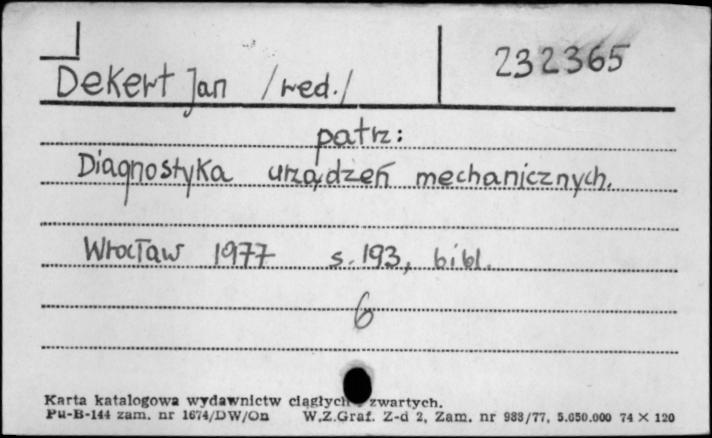 232365
Dekert Jan /red./
patrz:
Diagnostyka urządzeń mechanicznych.
Wrocław 1977 s. 193, bibl.
6
Karta katalogowa wydawnictw ciągłych zwartych.
Pu-B-144 zam. nr 1674/DW/On W.Z.Graf. Z-d 2, Zam. nr 988/77, 5.050.000 74 × 120